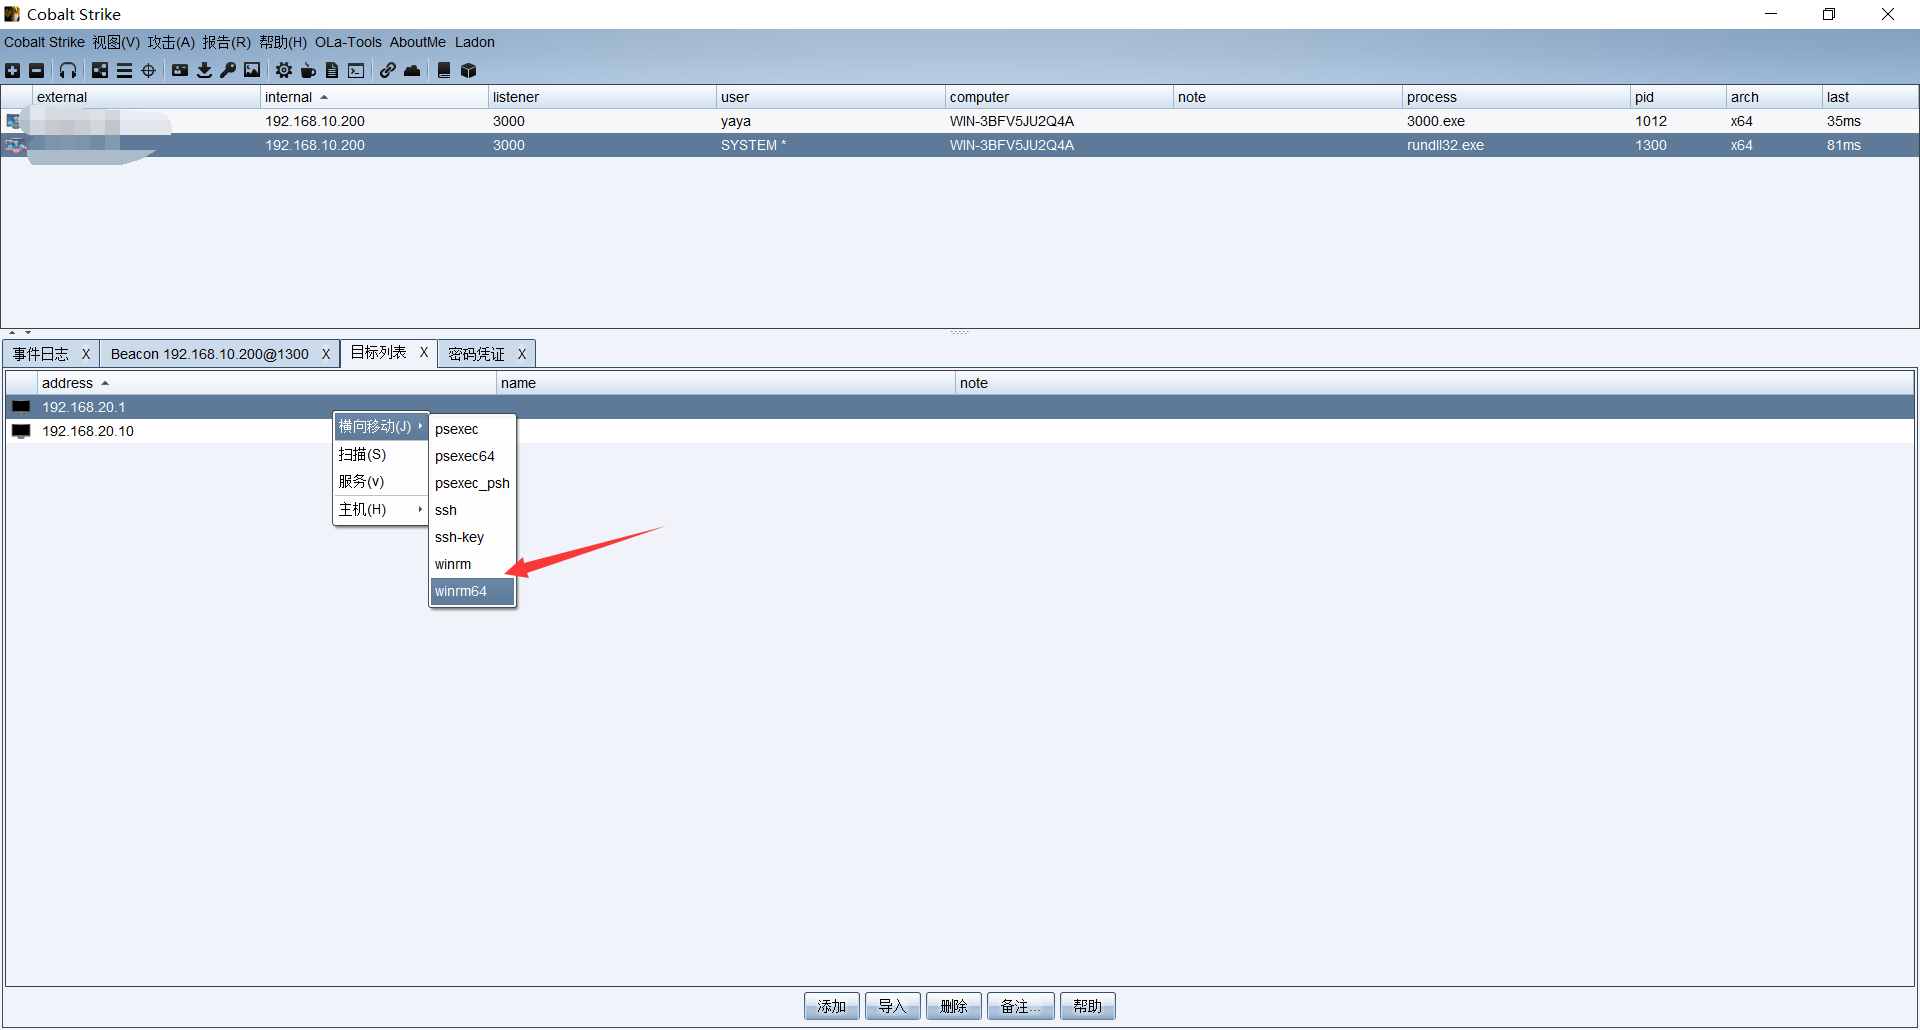 Cobalt Strike
Cobalt Strike 视图(V) 攻击(A) 报告(R) 帮助(H) OLa-Tools AboutMe Ladon
external internal listener user computer note process pid arch last
192.168.10.200 3000 yaya WIN-3BFV5JU2Q4A 3000.exe 1012 x64 35ms
192.168.10.200 3000 SYSTEM * WIN-3BFV5JU2Q4A rundll32.exe 1300 x64 81ms
事件日志 X Beacon 192.168.10.200@1300 X 目标列表 X 密码凭证 X
address name note
192.168.20.1
192.168.20.10
横向移动(J)
扫描(S)
服务(v)
主机(H)
psexec
psexec64
psexec_psh
ssh
ssh-key
winrm
winrm64
添加 导入 删除 备注... 帮助